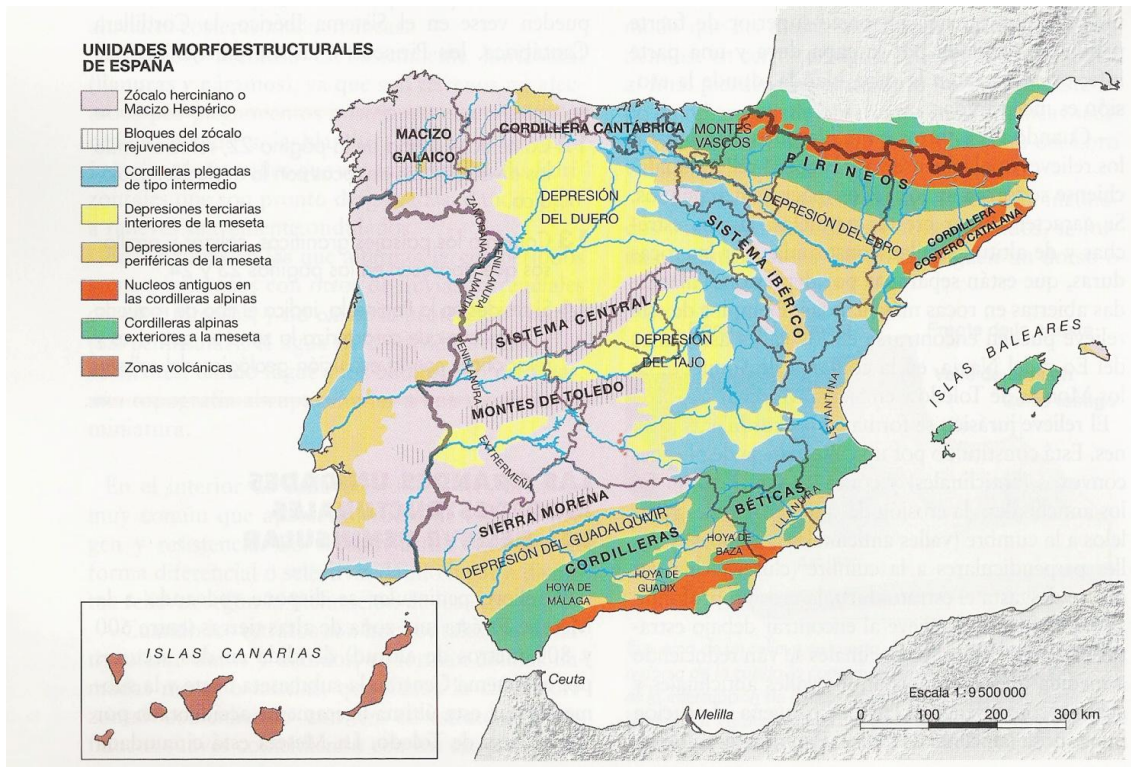 UNIDADES MORFOESTRUCTURALES
DE ESPAÑA
Zócalo herciniano o
Macizo Hespérico
Bloques del zócalo
rejuvenecidos
Cordilleras plegadas
de tipo intermedio
Depresiones terciarias
interiores de la meseta
Depresiones terciarias
periféricas de la meseta
Nucleos antiguos en
las cordilleras alpinas
Cordilleras alpinas
exteriores a la meseta
Zonas volcánicas
MACIZO
GALAICO
CORDILLERA CANTÁBRICA
MONTES
VASCOS
PIRINEOS
DEPRESIÓN
DEL DUERO
ZAMORANA-SALMANTINA
PENILLANURA
SISTEMA IBÉRICO
DEPRESIÓN DEL EBRO
CORDILLERA
COSTERO CATALANA
SISTEMA CENTRAL
DEPRESIÓN
DEL TAJO
PENILLANURA
EXTREMEÑA
MONTES DE TOLEDO
LEVANTINA
LLANURA
ISLAS BALEARES
SIERRA MORENA
DEPRESIÓN DEL GUADALQUIVIR
CORDILLERAS
BÉTICAS
HOYA DE
BAZA
HOYA DE
GUADIX
HOYA DE
MÁLAGA
ISLAS CANARIAS
Ceuta
Melilla
Escala 1: 9 500 000
0 100 200 300 km